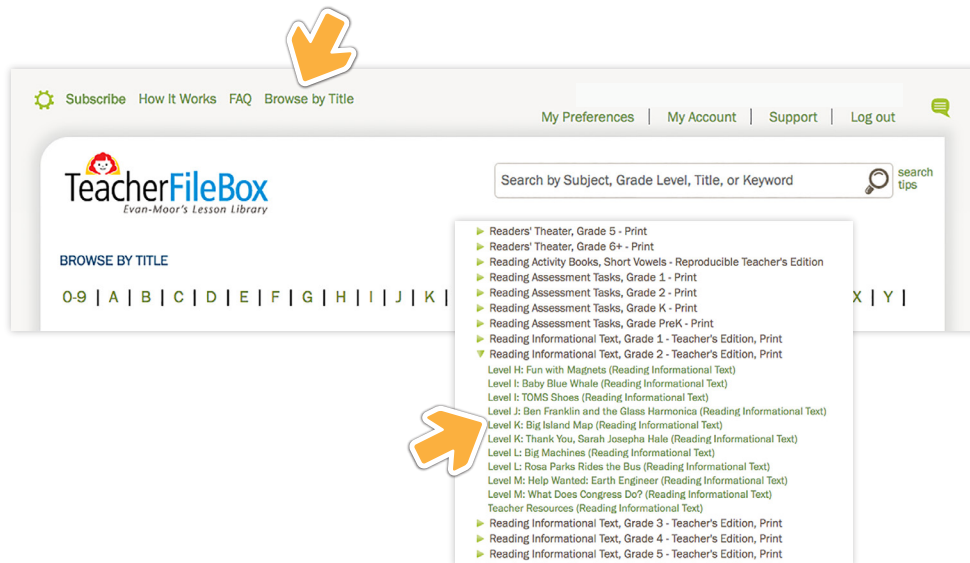 Subscribe How It Works FAQ Browse by Title
My Preferences | My Account | Support | Log out
TeacherFileBox
Evan-Moor's Lesson Library
Search by Subject, Grade Level, Title, or Keyword
search
tips
BROWSE BY TITLE
0-9 | A | B | C | D | E | F | G | H | I | J | K |
X | Y |
Readers' Theater, Grade 5 - Print
Readers' Theater, Grade 6+ - Print
Reading Activity Books, Short Vowels - Reproducible Teacher's Edition
Reading Assessment Tasks, Grade 1 - Print
Reading Assessment Tasks, Grade 2 - Print
Reading Assessment Tasks, Grade K - Print
Reading Assessment Tasks, Grade PreK - Print
Reading Informational Text, Grade 1 - Teacher's Edition, Print
Reading Informational Text, Grade 2 - Teacher's Edition, Print
Level H: Fun with Magnets (Reading Informational Text)
Level I: Baby Blue Whale (Reading Informational Text)
Level I: TOMS Shoes (Reading Informational Text)
Level J: Ben Franklin and the Glass Harmonica (Reading Informational Text)
Level K: Big Island Map (Reading Informational Text)
Level K: Thank You, Sarah Josepha Hale (Reading Informational Text)
Level L: Big Machines (Reading Informational Text)
Level L: Rosa Parks Rides the Bus (Reading Informational Text)
Level M: Help Wanted: Earth Engineer (Reading Informational Text)
Level M: What Does Congress Do? (Reading Informational Text)
Teacher Resources (Reading Informational Text)
Reading Informational Text, Grade 3 - Teacher's Edition, Print
Reading Informational Text, Grade 4 - Teacher's Edition, Print
Reading Informational Text, Grade 5 - Teacher's Edition, Print